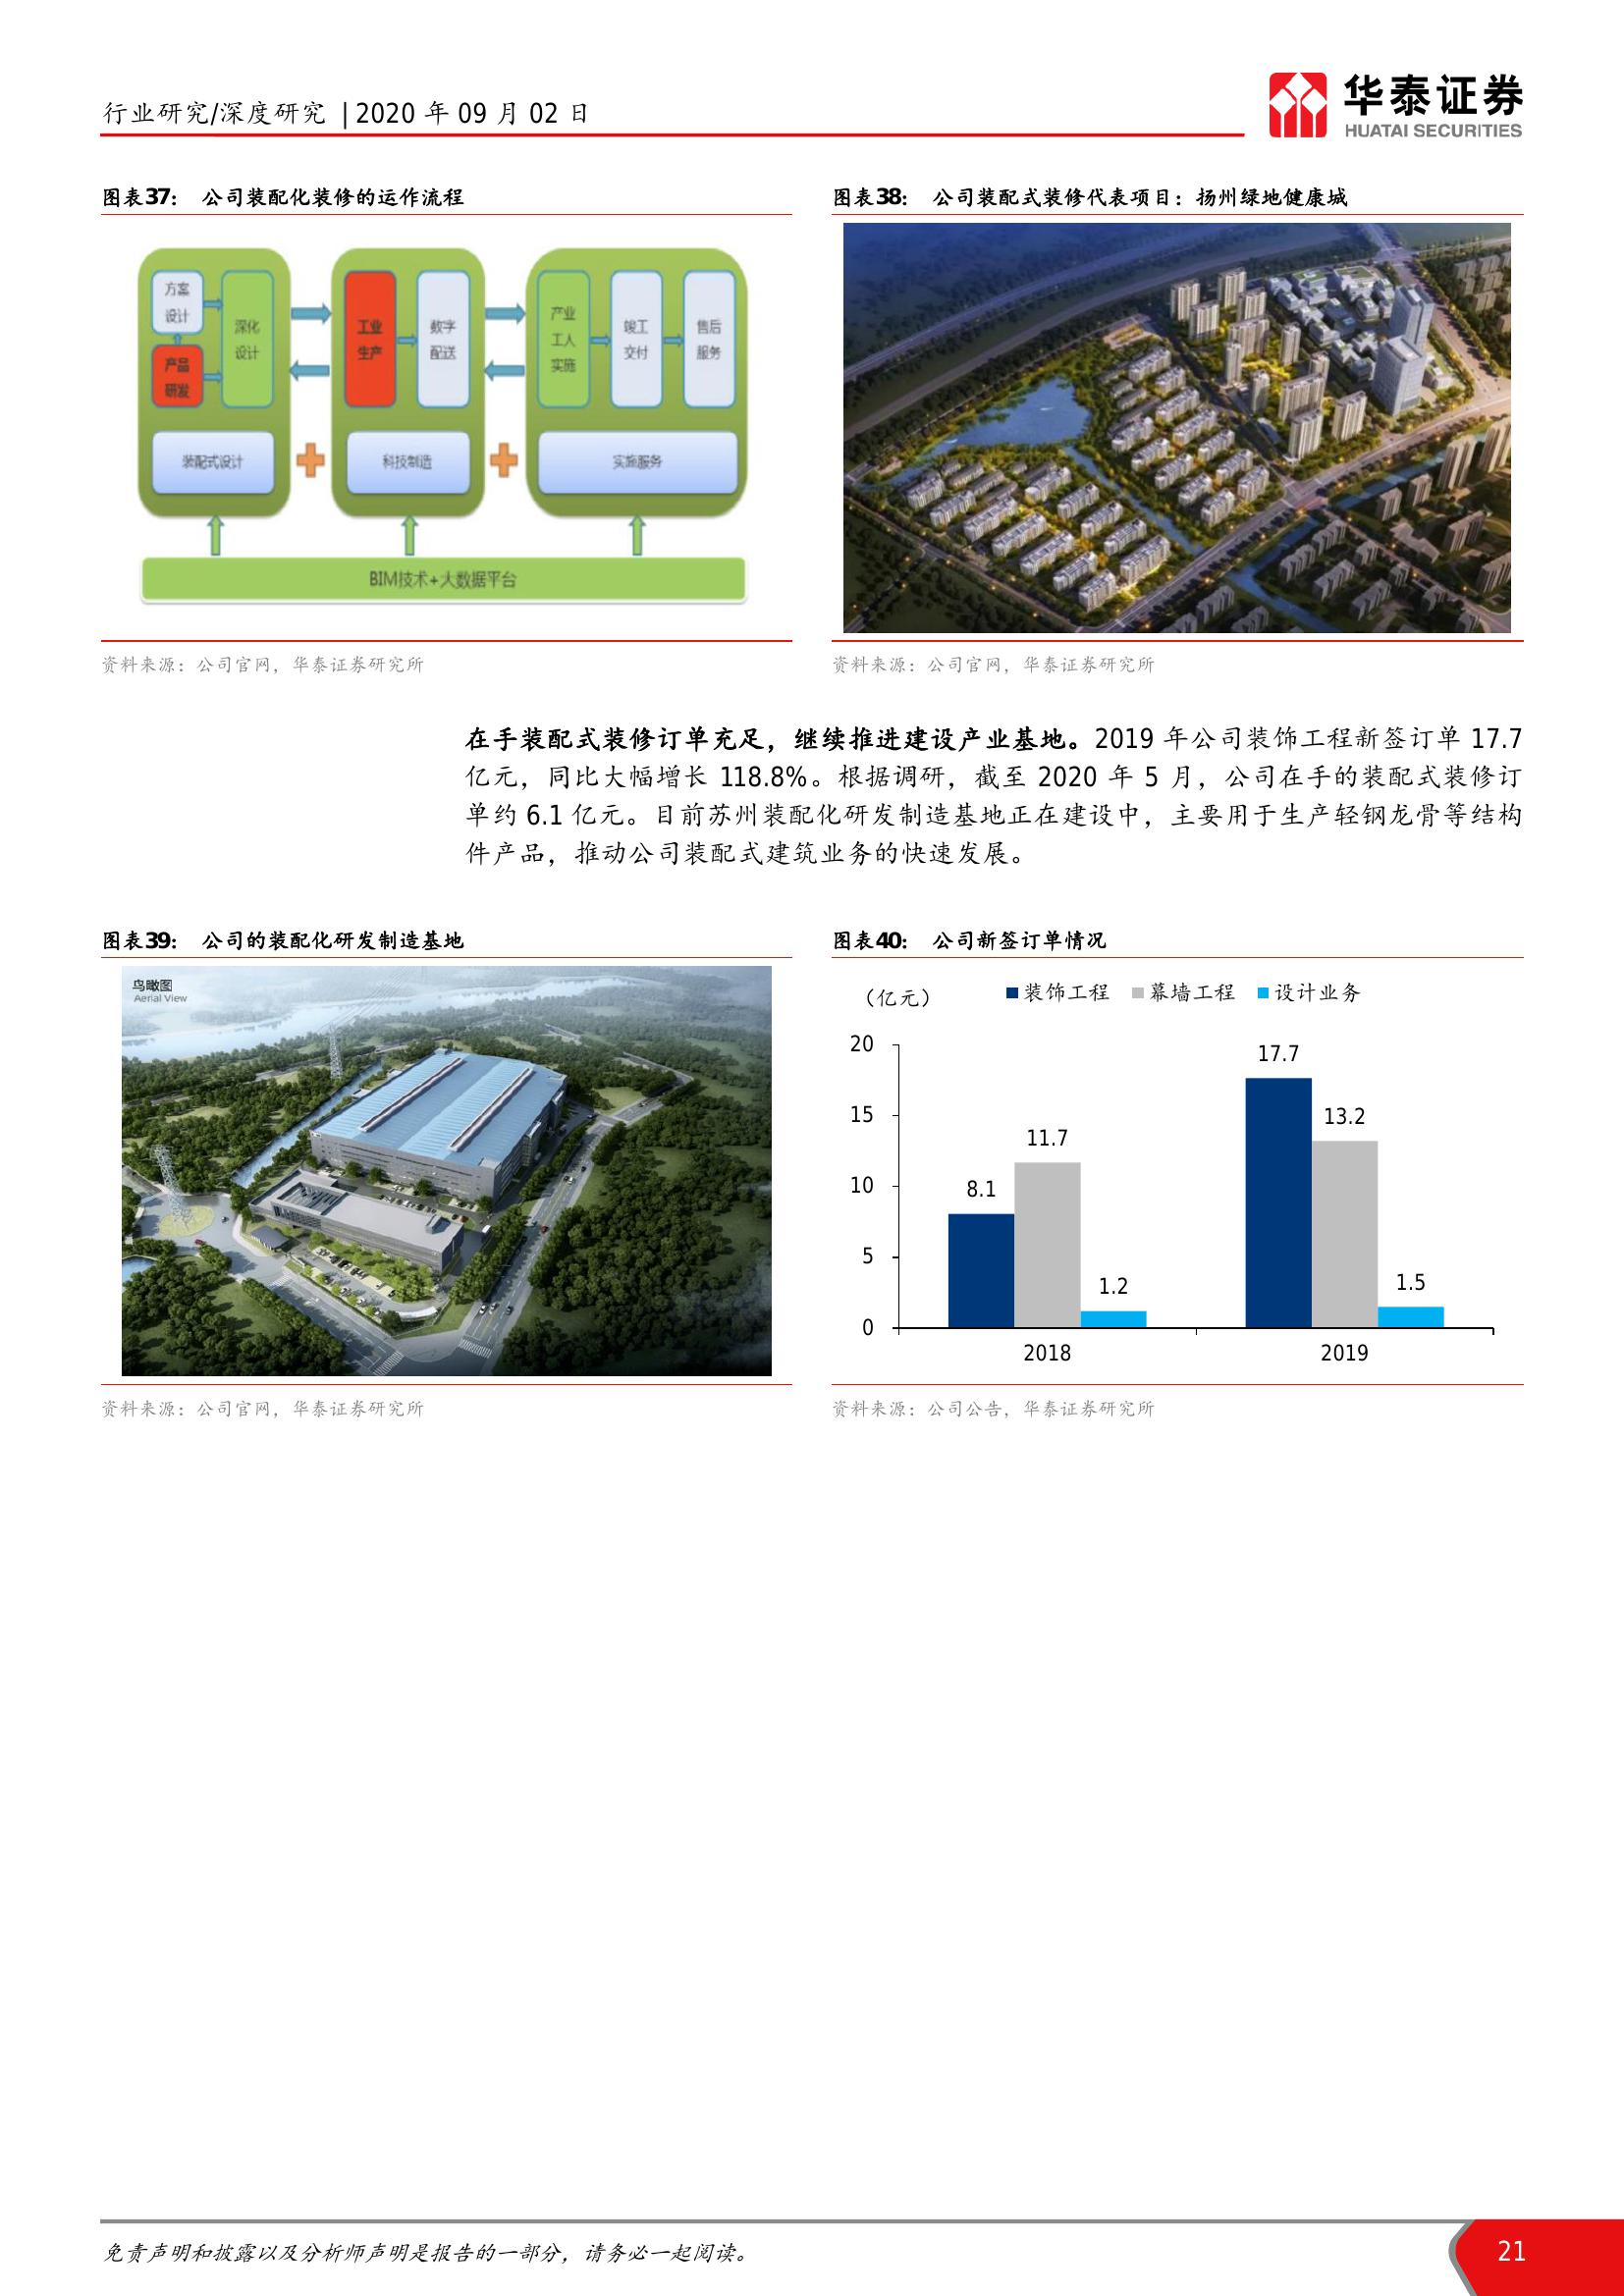 行业研究/深度研究 | 2020 年 09 月 02 日
华泰证券
HUATAI SECURITIES
图表37： 公司装配化装修的运作流程
方案
设计
产品
研发
深化
设计
工业
生产
数字
配送
产业
工人
实施
竣工
交付
售后
服务
装配式设计
科技制造
实施服务
BIM技术+大数据平台
资料来源：公司官网，华泰证券研究所
图表38： 公司装配式装修代表项目：扬州绿地健康城
资料来源：公司官网，华泰证券研究所
在手装配式装修订单充足，继续推进建设产业基地。2019 年公司装饰工程新签订单 17.7
亿元，同比大幅增长 118.8%。根据调研，截至 2020 年 5 月，公司在手的装配式装修订
单约 6.1 亿元。目前苏州装配化研发制造基地正在建设中，主要用于生产轻钢龙骨等结构
件产品，推动公司装配式建筑业务的快速发展。
图表39： 公司的装配化研发制造基地
鸟瞰图
Aerial View
资料来源：公司官网，华泰证券研究所
图表40： 公司新签订单情况
（亿元）
装饰工程 幕墙工程 设计业务
20
15
10
5
0
8.1
11.7
1.2
17.7
13.2
1.5
2018
2019
资料来源：公司公告，华泰证券研究所
免责声明和披露以及分析师声明是报告的一部分，请务必一起阅读。
21